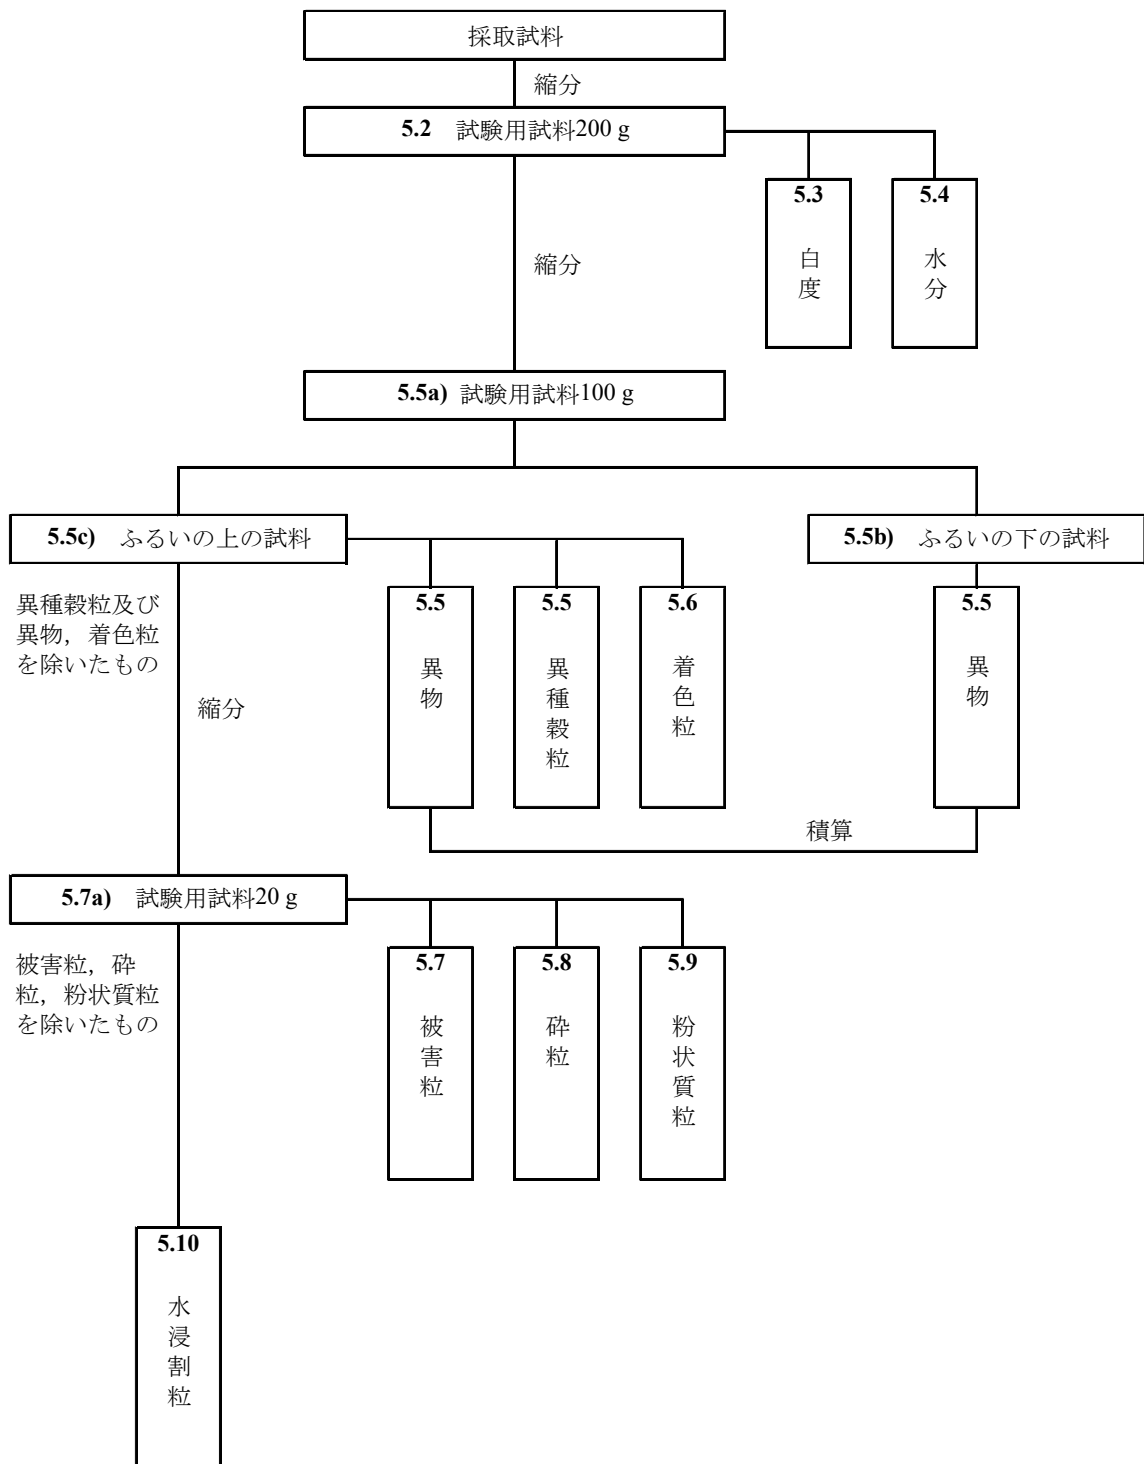 採取試料
縮分
5.2 試験用試料200 g
5.3
白度
5.4
水分
縮分
5.5a) 試験用試料100 g
5.5c) ふるいの上の試料
5.5b) ふるいの下の試料
異種穀粒及び
異物，着色粒
を除いたもの
5.5
異物
5.5
異種穀粒
5.6
着色粒
5.5
異物
縮分
積算
5.7a) 試験用試料20 g
被害粒，砕
粒，粉状質粒
を除いたもの
5.7
被害粒
5.8
砕粒
5.9
粉状質粒
5.10
水浸割粒